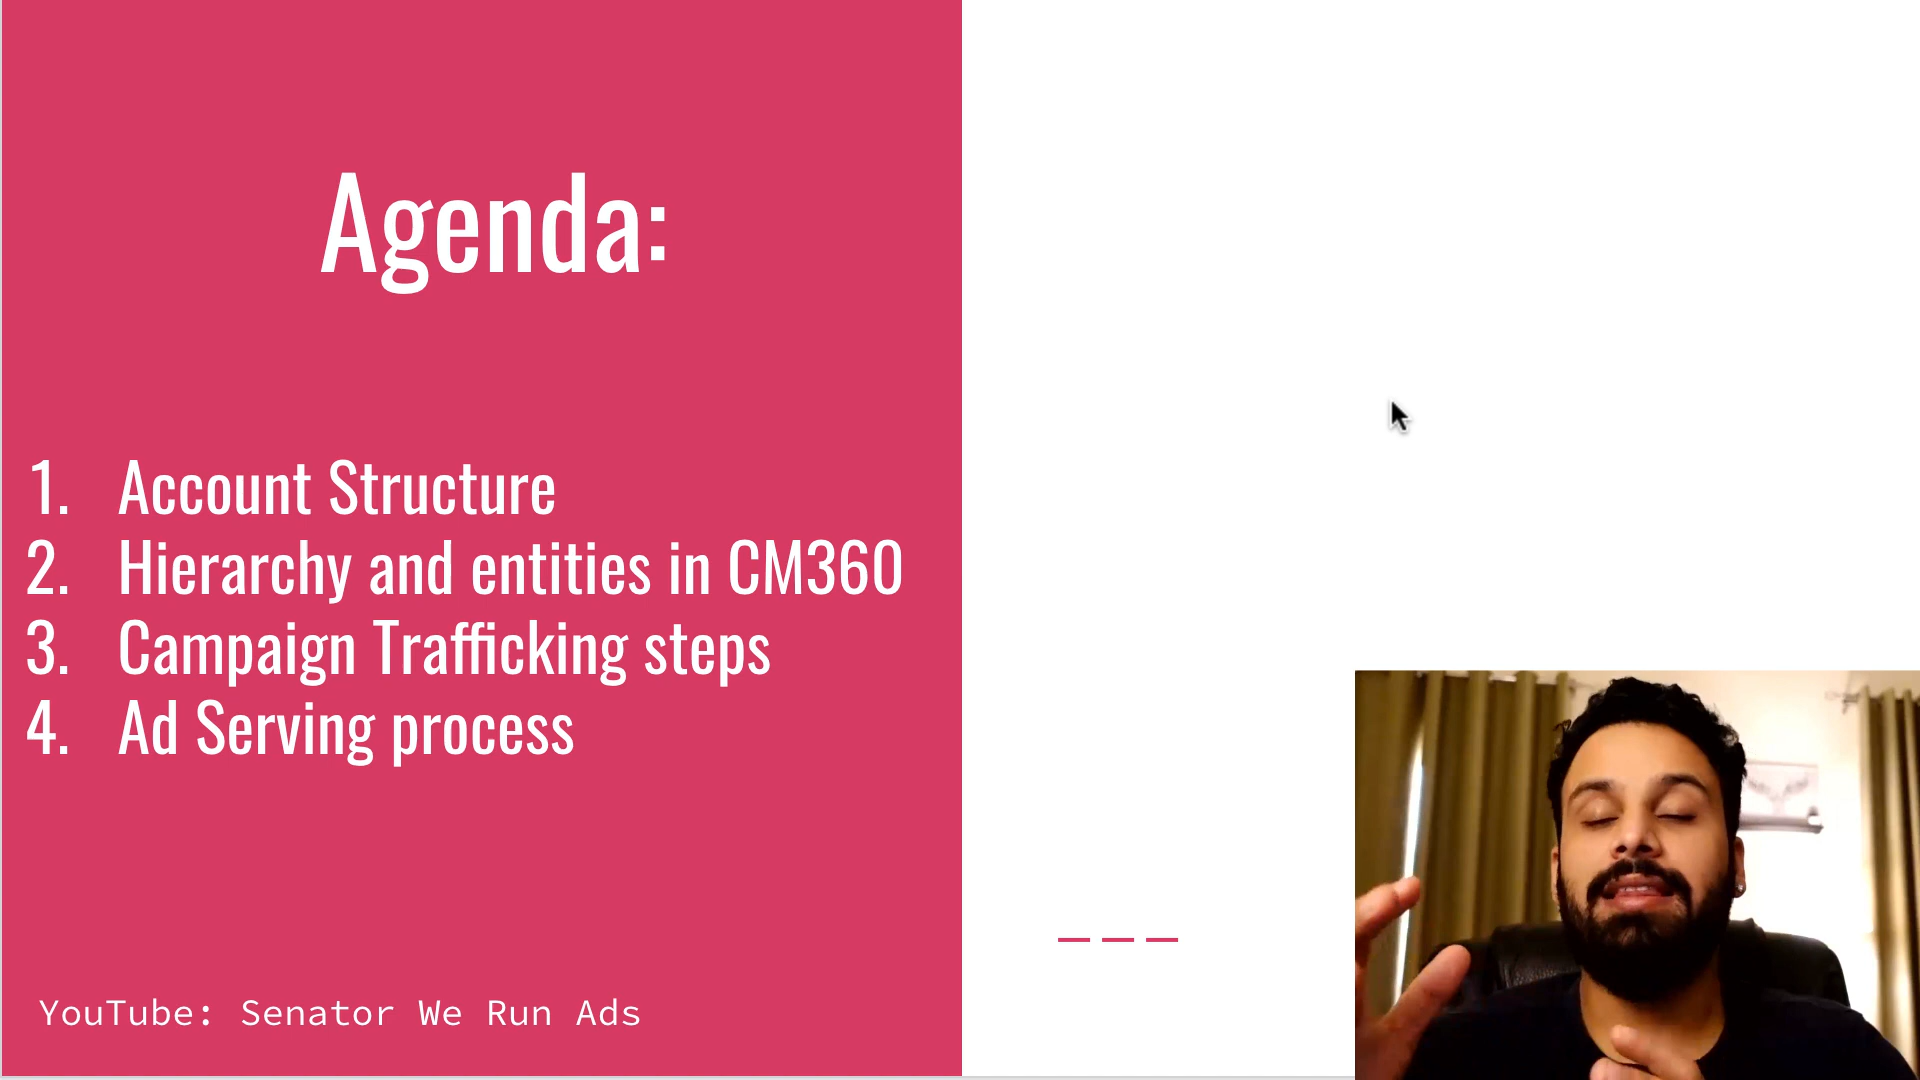 Agenda:
1. Account Structure
2. Hierarchy and entities in CM360
3. Campaign Trafficking steps
4. Ad Serving process
YouTube: Senator We Run Ads